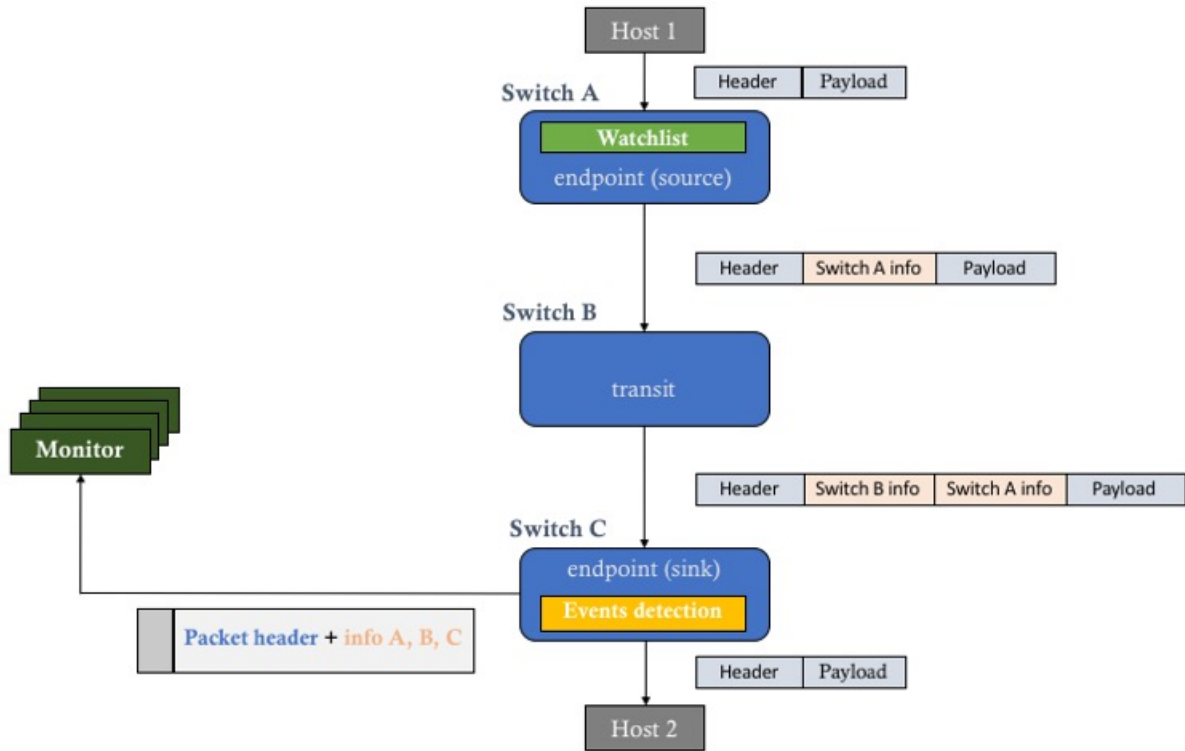 Host 1
Header Payload
Switch A
Watchlist
endpoint (source)
Header Switch A info Payload
Switch B
transit
Monitor
Header Switch B info Switch A info Payload
Switch C
endpoint (sink)
Events detection
Packet header + info A, B, C
Header Payload
Host 2